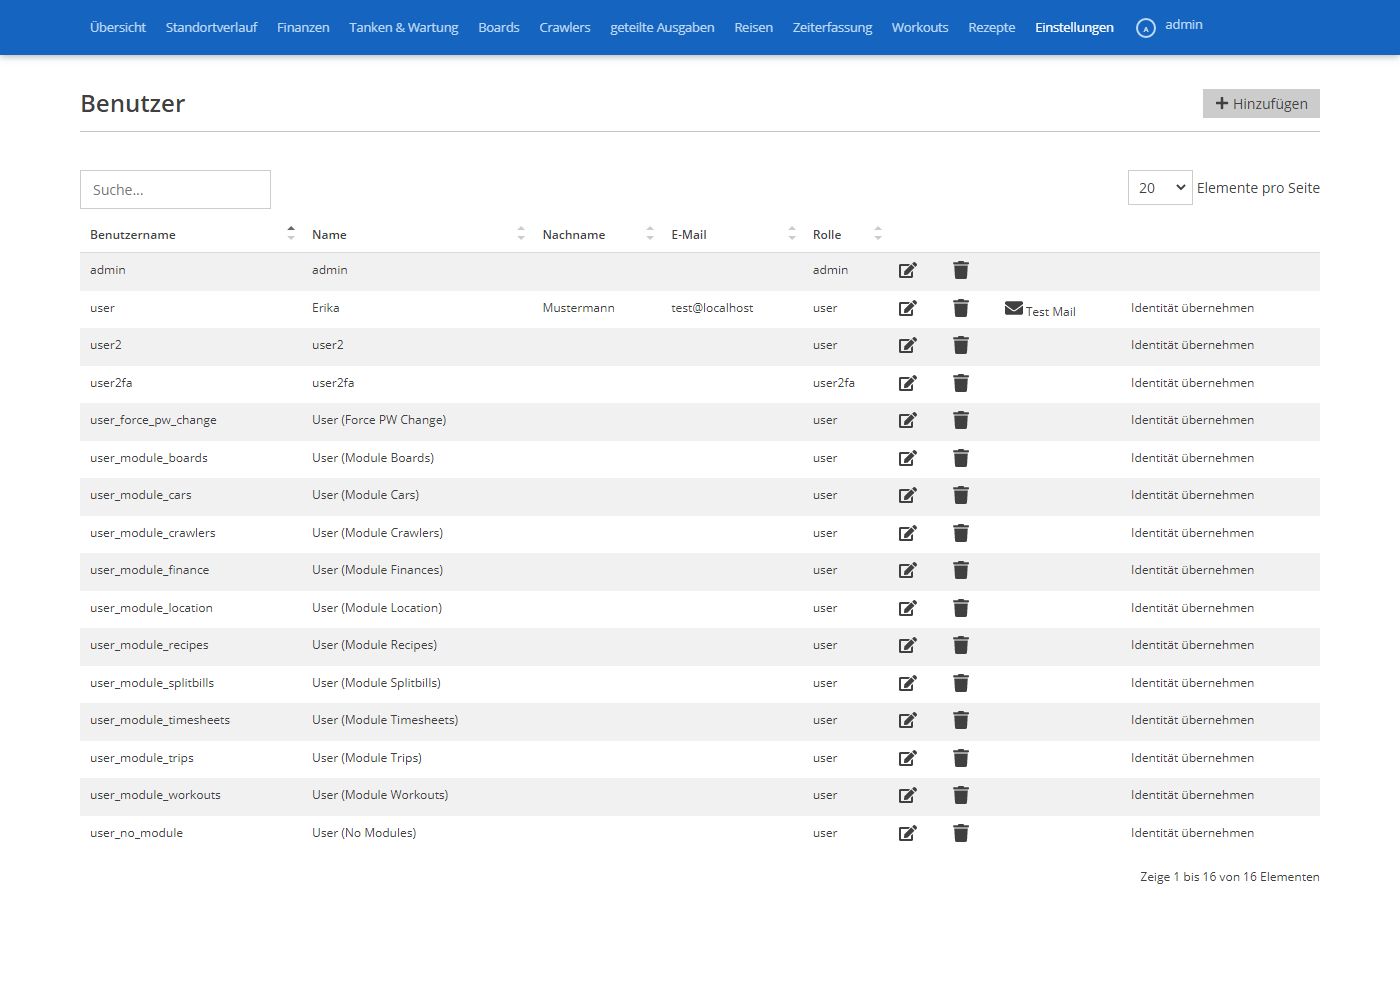 Übersicht Standortverlauf Finanzen Tanken & Wartung Boards Crawlers geteilte Ausgaben Reisen Zeiterfassung Workouts Rezepte Einstellungen A admin
Benutzer Hinzufügen
Suche... 20 Elemente pro Seite
Benutzername Name Nachname E-Mail Rolle
admin admin admin
user Erika Mustermann test@localhost user Test Mail Identität übernehmen
user2 user2 user Identität übernehmen
user2fa user2fa user2fa Identität übernehmen
user_force_pw_change User (Force PW Change) user Identität übernehmen
user_module_boards User (Module Boards) user Identität übernehmen
user_module_cars User (Module Cars) user Identität übernehmen
user_module_crawlers User (Module Crawlers) user Identität übernehmen
user_module_finance User (Module Finances) user Identität übernehmen
user_module_location User (Module Location) user Identität übernehmen
user_module_recipes User (Module Recipes) user Identität übernehmen
user_module_splitbills User (Module Splitbills) user Identität übernehmen
user_module_timesheets User (Module Timesheets) user Identität übernehmen
user_module_trips User (Module Trips) user Identität übernehmen
user_module_workouts User (Module Workouts) user Identität übernehmen
user_no_module User (No Modules) user Identität übernehmen
Zeige 1 bis 16 von 16 Elementen